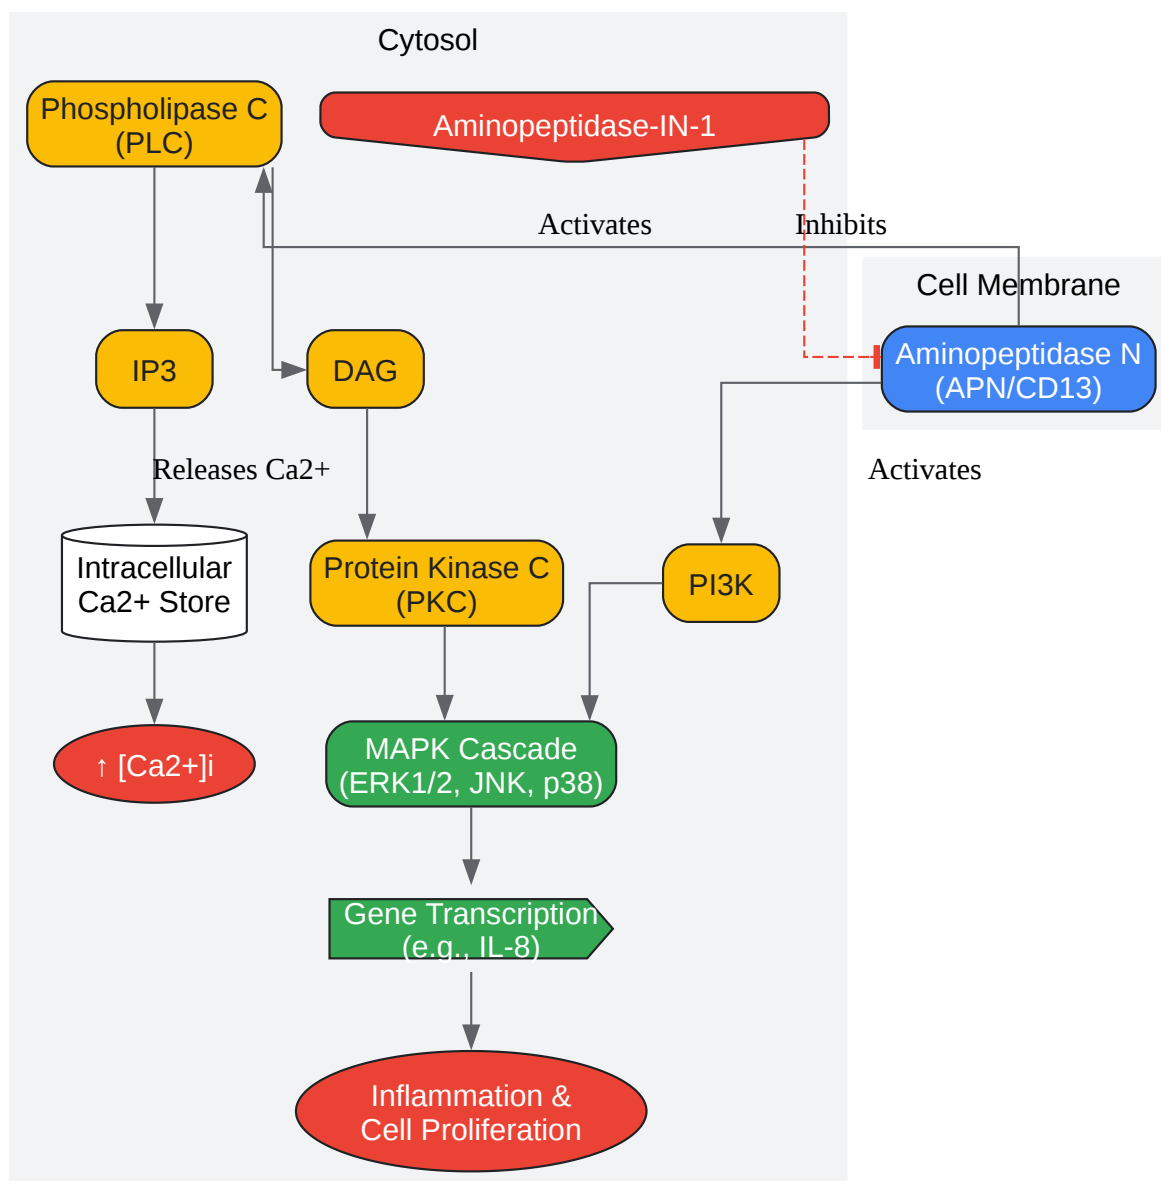 Cytosol
Phospholipase C
(PLC)
Aminopeptidase-IN-1
Activates
Inhibits
Cell Membrane
Aminopeptidase N
(APN/CD13)
IP3
DAG
Releases Ca2+
Activates
Intracellular
Ca2+ Store
Protein Kinase C
(PKC)
PI3K
↑ [Ca2+]i
MAPK Cascade
(ERK1/2, JNK, p38)
Gene Transcription
(e.g., IL-8)
Inflammation &
Cell Proliferation